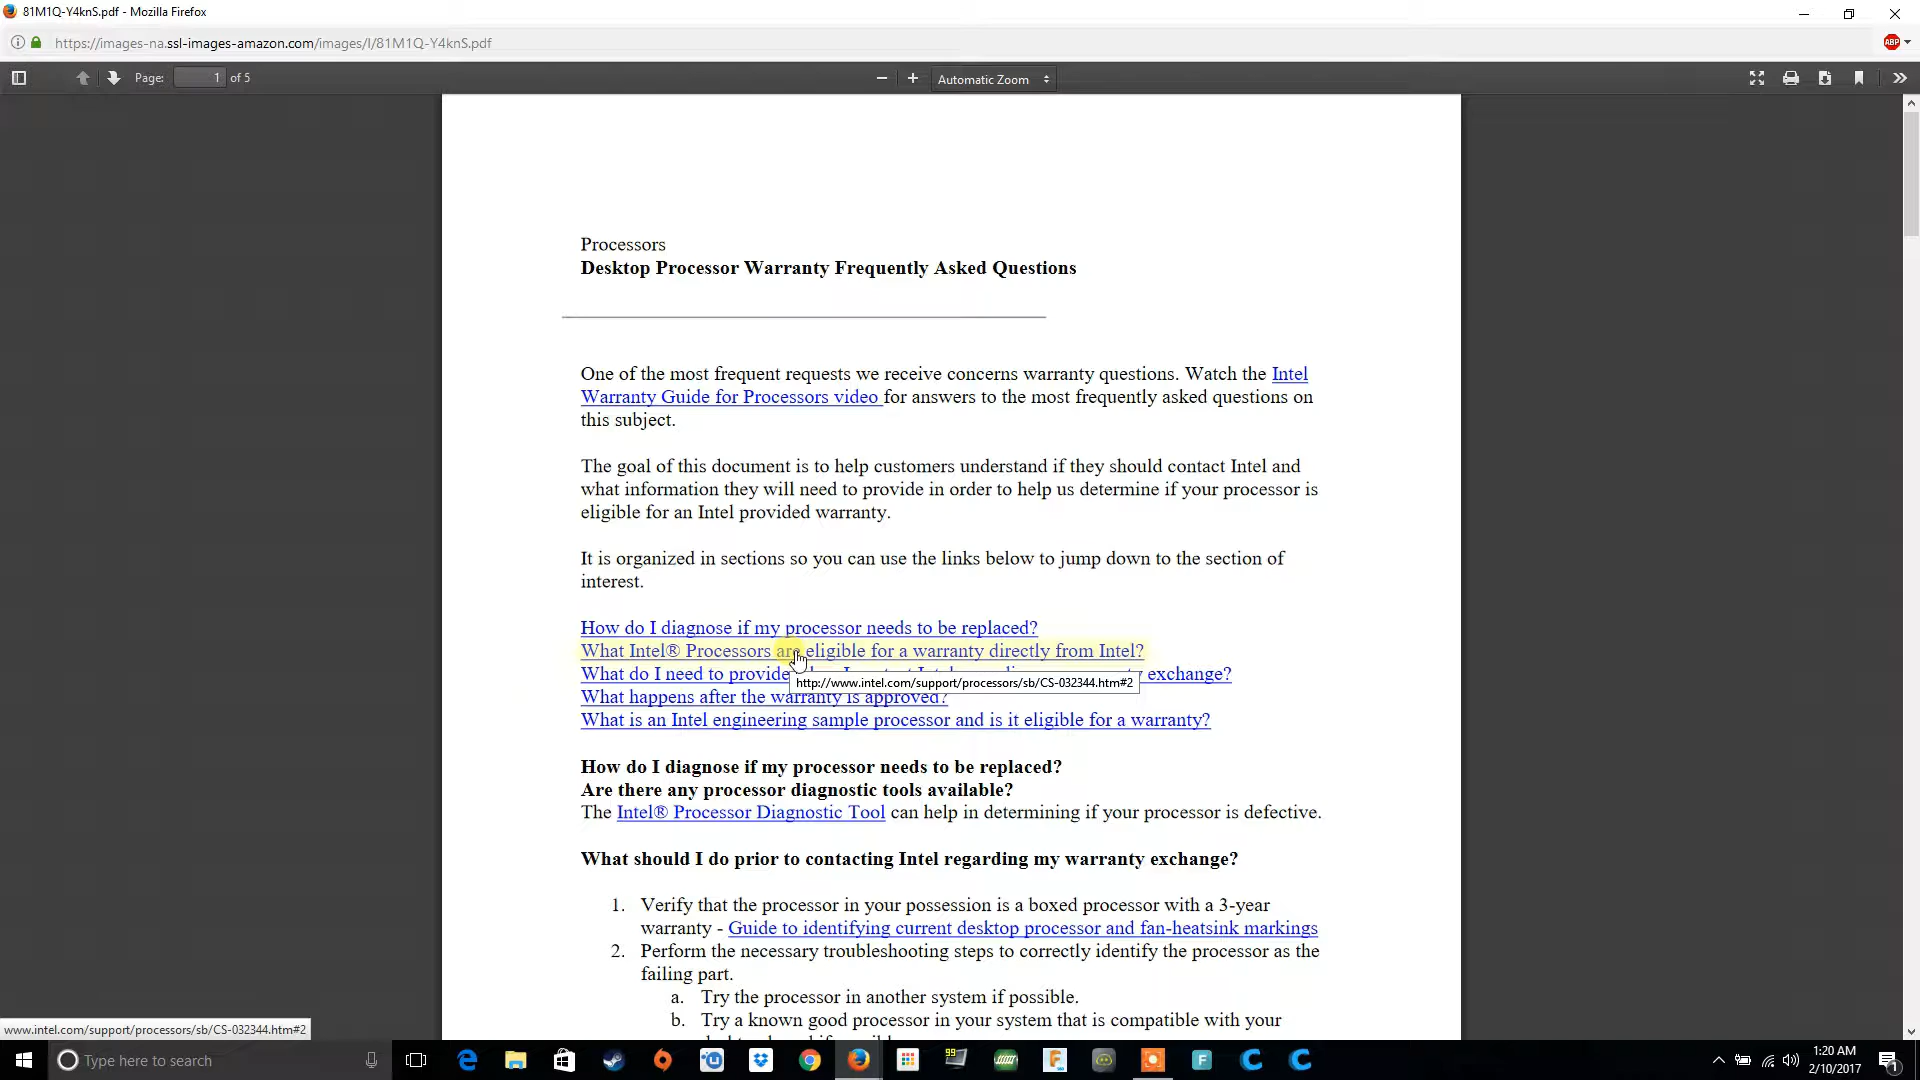 81M1Q-Y4knS.pdf - Mozilla Firefox
https://images-na.ssl-images-amazon.com/images/I/81M1Q-Y4knS.pdf
ABP
Page: 1 of 5
Automatic Zoom
Processors
Desktop Processor Warranty Frequently Asked Questions
One of the most frequent requests we receive concerns warranty questions. Watch the Intel
Warranty Guide for Processors video for answers to the most frequently asked questions on
this subject.
The goal of this document is to help customers understand if they should contact Intel and
what information they will need to provide in order to help us determine if your processor is
eligible for an Intel provided warranty.
It is organized in sections so you can use the links below to jump down to the section of
interest.
How do I diagnose if my processor needs to be replaced?
What Intel® Processors are eligible for a warranty directly from Intel?
What do I need to provide exchange?
http://www.intel.com/support/processors/sb/CS-032344.htm#2
What happens after the warranty is approved?
What is an Intel engineering sample processor and is it eligible for a warranty?
How do I diagnose if my processor needs to be replaced?
Are there any processor diagnostic tools available?
The Intel® Processor Diagnostic Tool can help in determining if your processor is defective.
What should I do prior to contacting Intel regarding my warranty exchange?
1. Verify that the processor in your possession is a boxed processor with a 3-year
warranty - Guide to identifying current desktop processor and fan-heatsink markings
2. Perform the necessary troubleshooting steps to correctly identify the processor as the
failing part.
a. Try the processor in another system if possible.
b. Try a known good processor in your system that is compatible with your
www.intel.com/support/processors/sb/CS-032344.htm#2
Type here to search
99
1:20 AM
2/10/2017
1